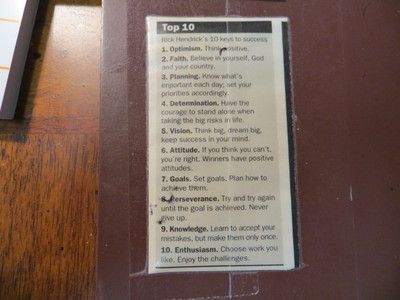 Top 10
Rick Hendrick's 10 keys to success
1. Optimism. Think positive.
2. Faith. Believe in yourself, God
and your country.
3. Planning. Know what's
important each day; set your
priorities accordingly.
4. Determination. Have the
courage to stand alone when
taking the big risks in life.
5. Vision. Think big, dream big,
keep success in your mind.
6. Attitude. If you think you can't,
you're right. Winners have positive
attitudes.
7. Goals. Set goals. Plan how to
achieve them.
8. Perseverance. Try and try again
until the goal is achieved. Never
give up.
9. Knowledge. Learn to accept your
mistakes, but make them only once.
10. Enthusiasm. Choose work you
like. Enjoy the challenges.